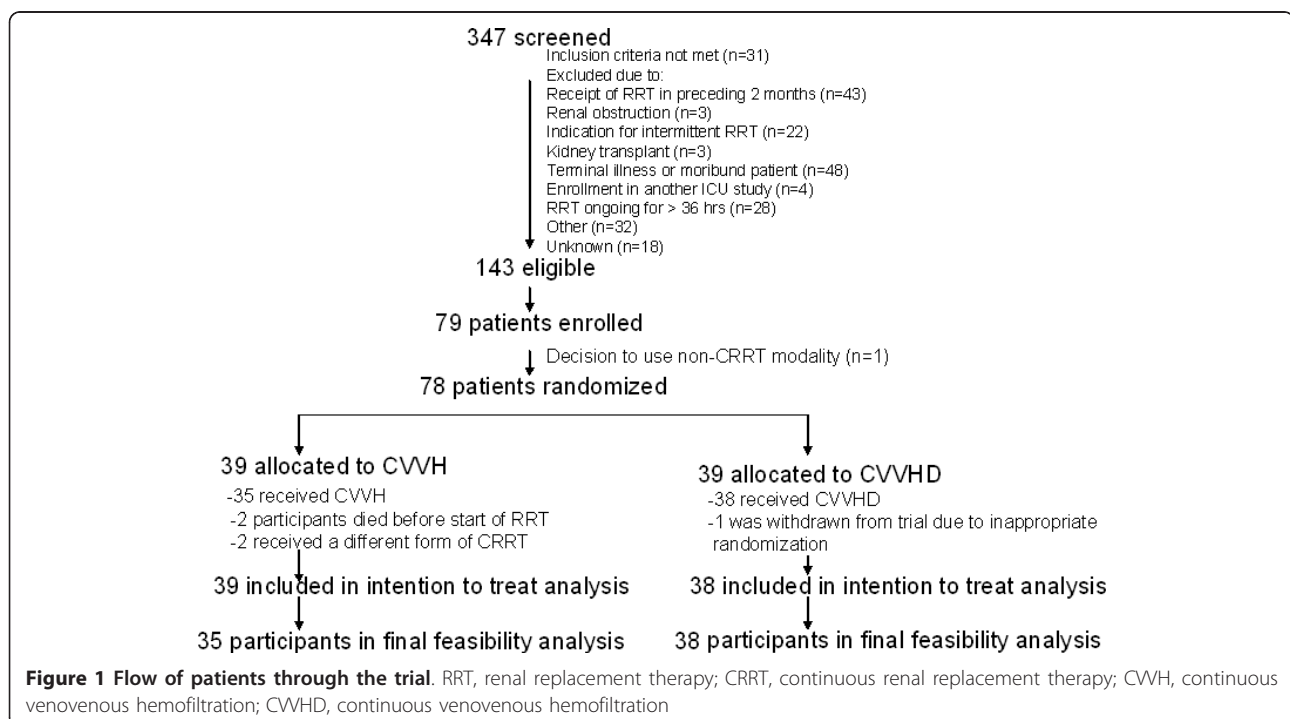 347 screened
Inclusion criteria not met (n=31)
Excluded due to:
Receipt of RRT in preceding 2 months (n=43)
Renal obstruction (n=3)
Indication for intermittent RRT (n=22)
Kidney transplant (n=3)
Terminal illness or moribund patient (n=48)
Enrollment in another ICU study (n=4)
RRT ongoing for > 36 hrs (n=28)
Other (n=32)
Unknown (n=18)
143 eligible
79 patients enrolled
Decision to use non-CRRT modality (n=1)
78 patients randomized
39 allocated to CVVH
-35 received CVVH
-2 participants died before start of RRT
-2 received a different form of CRRT
39 included in intention to treat analysis
35 participants in final feasibility analysis
39 allocated to CVVHD
-38 received CVVHD
-1 was withdrawn from trial due to inappropriate
randomization
38 included in intention to treat analysis
38 participants in final feasibility analysis
Figure 1 Flow of patients through the trial. RRT, renal replacement therapy; CRRT, continuous renal replacement therapy; CVVH, continuous
venovenous hemofiltration; CVVHD, continuous venovenous hemofiltration